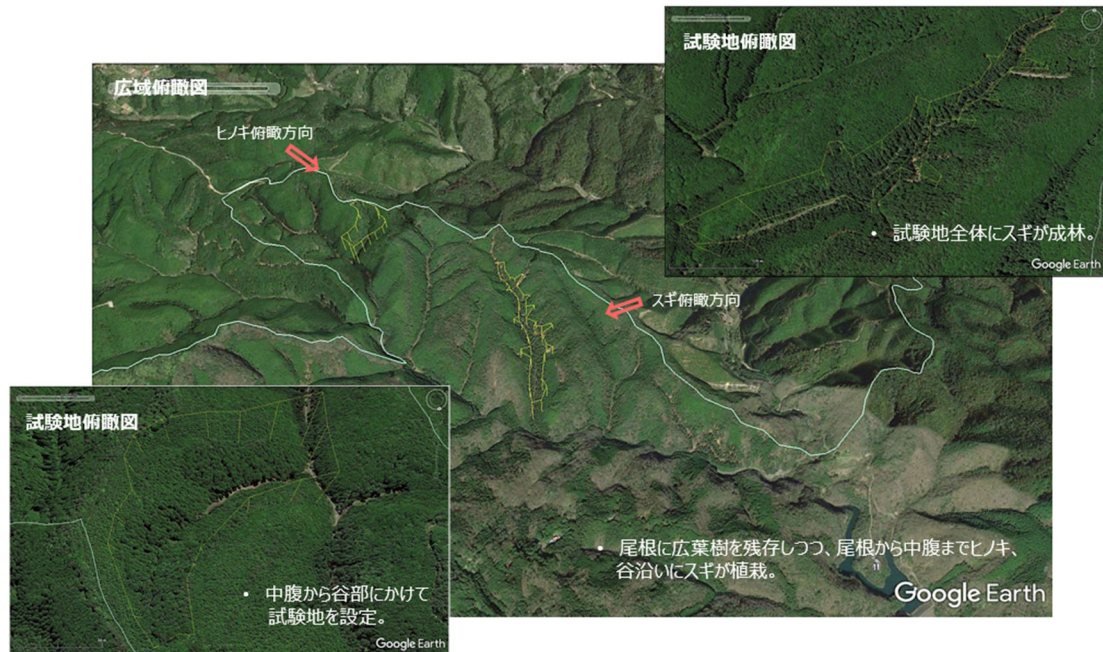 試験地俯瞰図
• 試験地全体にスギが成林。
Google Earth
広域俯瞰図
ヒノキ俯瞰方向
スギ俯瞰方向
• 尾根に広葉樹を残存しつつ、尾根から中腹までヒノキ、
谷沿いにスギが植栽。
Google Earth
試験地俯瞰図
• 中腹から谷部にかけて
試験地を設定。
Google Earth